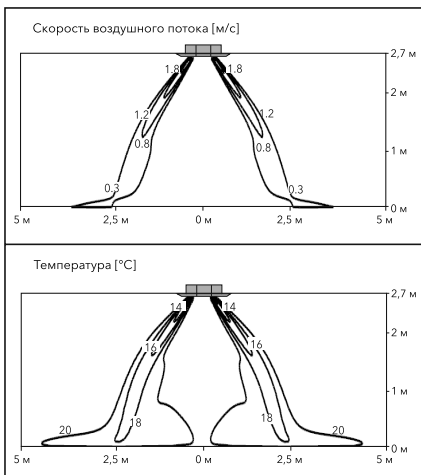 Скорость воздушного потока [м/с]
2,7 м
1.8 1.8
2 м
1.2 1.2
0.8 0.8
1 м
0.3 0.3
0 м
5 м 2,5 м 0 м 2,5 м 5 м
Температура [°C]
2,7 м
14 14
2 м
16 16
1 м
18 18
20 20
0 м
5 м 2,5 м 0 м 2,5 м 5 м